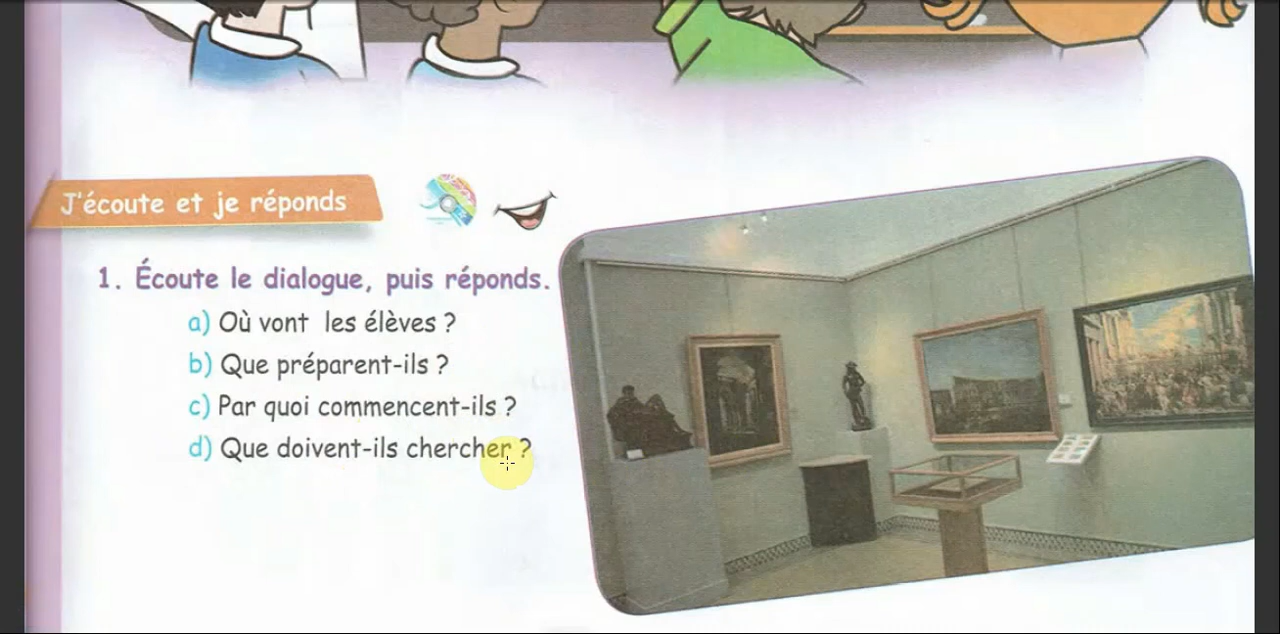 J'écoute et je réponds
1. Écoute le dialogue, puis réponds.
a) Où vont les élèves ?
b) Que préparent-ils ?
c) Par quoi commencent-ils ?
d) Que doivent-ils chercher ?